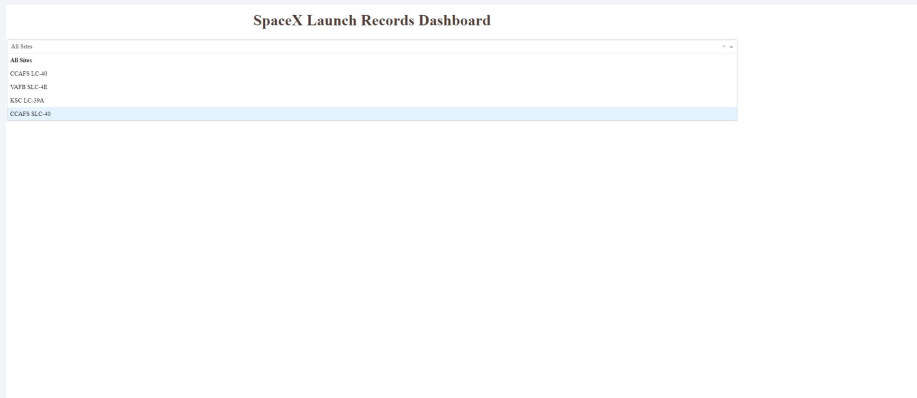 SpaceX Launch Records Dashboard
All Sites
All Sites
CCAFS LC-40
VAFB SLC-4E
KSC LC-39A
CCAFS SLC-40